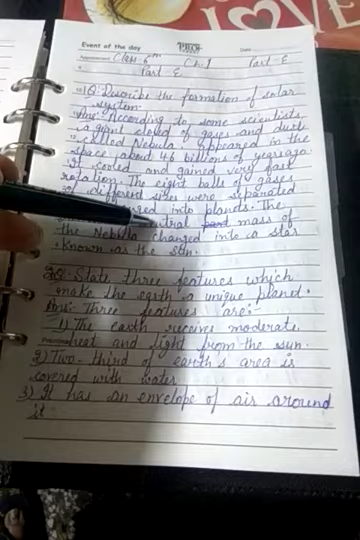 LOVE
Event of the day
Date
Appointment Class-6th Ch.1 Part E
Part E
1Q. Describe the formation of solar
system.
Ans:- According to some scientists
a giant cloud of gases and dust
called Nebula appeared in the
space about 4.6 billions of years ago.
It cooled and gained very fast
rotation. The eight balls of gases
of different sizes were separated
into planets. The
mass of
the Nebula changed into a star
known as the sun.
2Q. State three features which
make the earth a unique planet.
Ans:- Three features are:-
1) The earth receives moderate
heat and light from the sun.
2) Two-third of earth's area is
covered with water
3) It has an envelope of air around
it